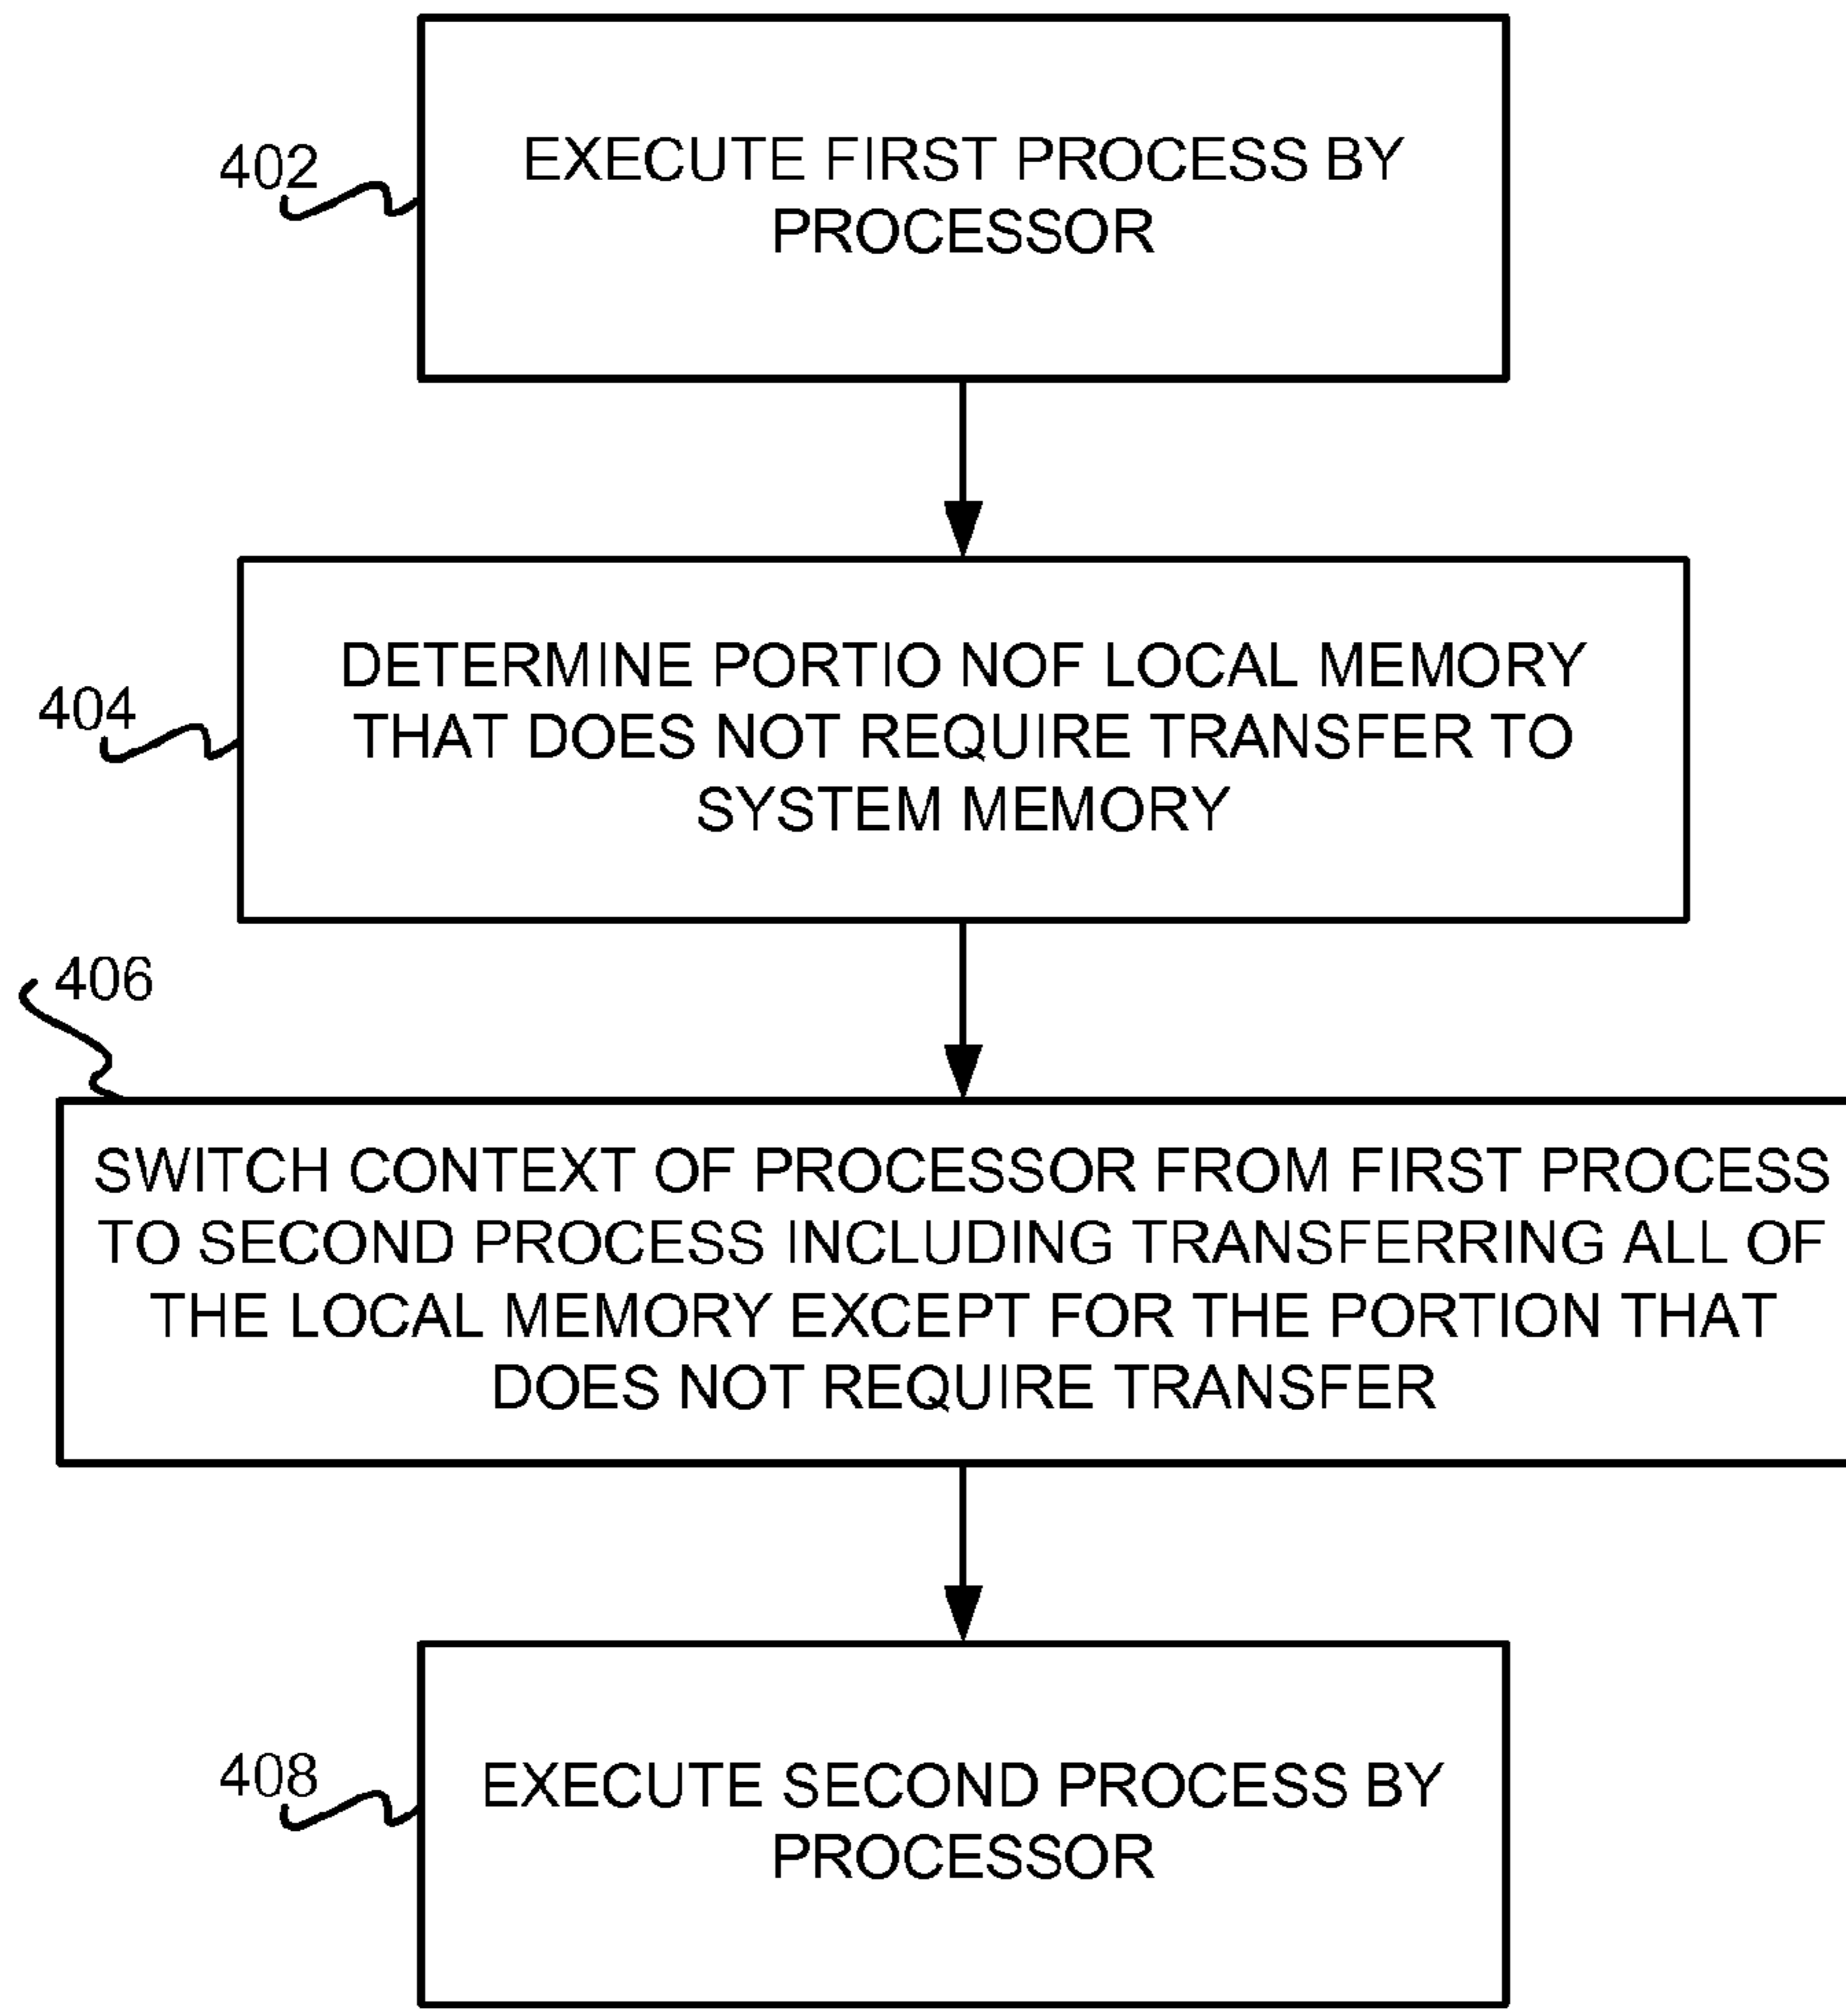 402
EXECUTE FIRST PROCESS BY
PROCESSOR
404
DETERMINE PORTIO NOF LOCAL MEMORY
THAT DOES NOT REQUIRE TRANSFER TO
SYSTEM MEMORY
406
SWITCH CONTEXT OF PROCESSOR FROM FIRST PROCESS
TO SECOND PROCESS INCLUDING TRANSFERRING ALL OF
THE LOCAL MEMORY EXCEPT FOR THE PORTION THAT
DOES NOT REQUIRE TRANSFER
408
EXECUTE SECOND PROCESS BY
PROCESSOR